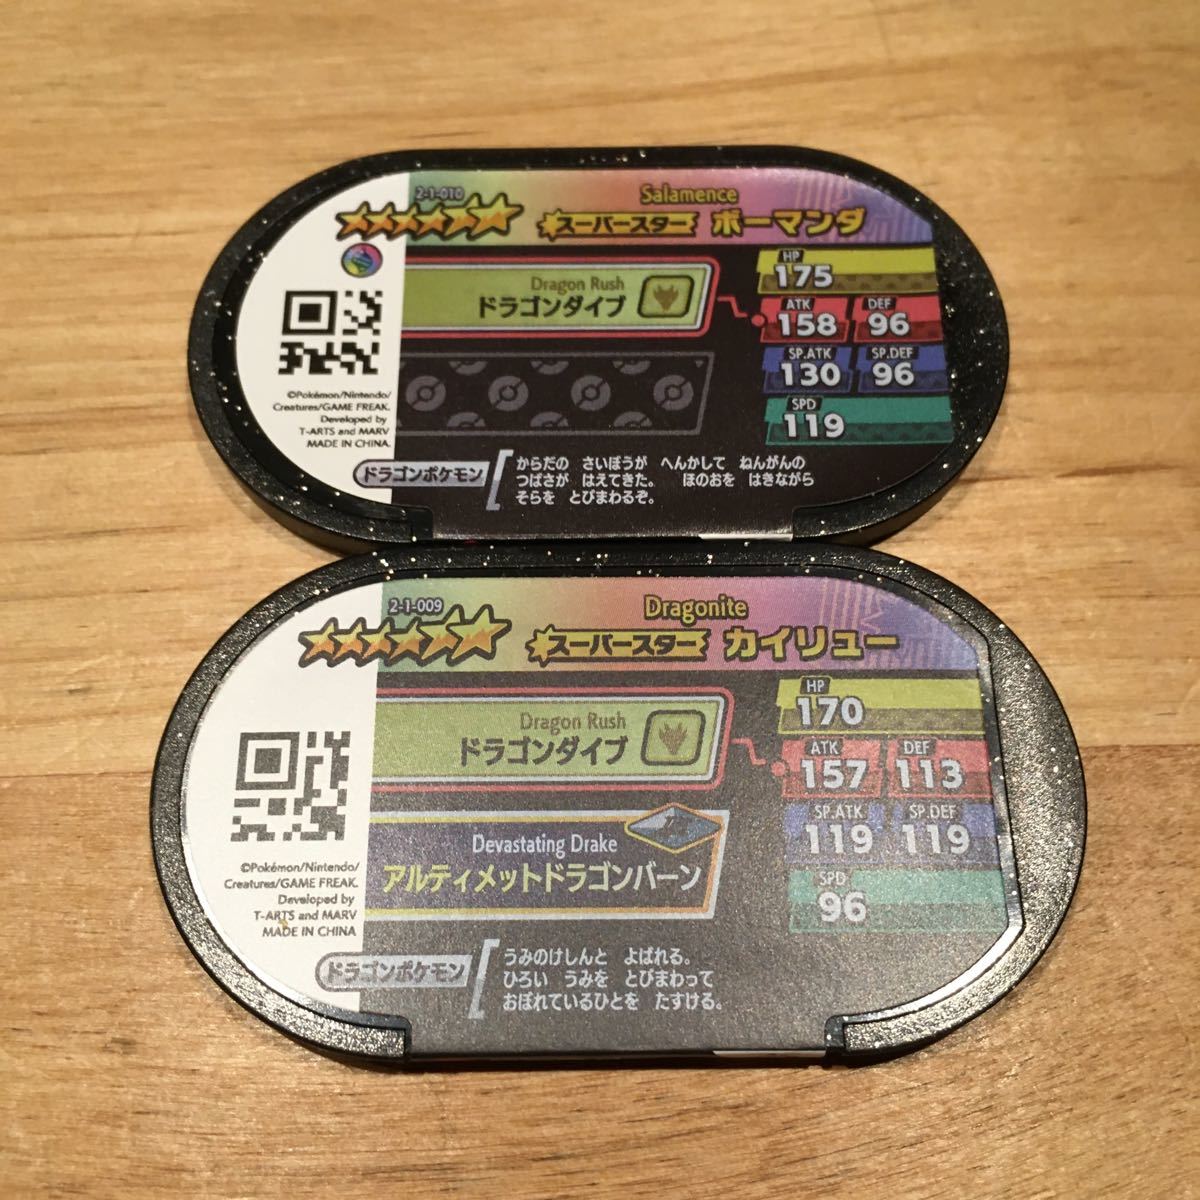 2-1-010
Salamence
スーパースター ボーマンダ
Dragon Rush
ドラゴンダイブ
HP
175
ATK DEF
158 96
SP.ATK SP.DEF
130 96
SPD
119
©Pokémon/Nintendo/
Creatures/GAME FREAK.
Developed by
T-ARTS and MARV
MADE IN CHINA.
ドラゴンポケモン
からだの さいぼうが へんかして ねんがんの
つばさが はえてきた。 ほのおを はきながら
そらを とびまわるぞ。
2-1-009
Dragonite
スーパースター カイリュー
Dragon Rush
ドラゴンダイブ
Devastating Drake
アルティメットドラゴンバーン
HP
170
ATK DEF
157 113
SP.ATK SP.DEF
119 119
SPD
96
©Pokémon/Nintendo/
Creatures/GAME FREAK.
Developed by
T-ARTS and MARV
MADE IN CHINA
ドラゴンポケモン
うみのけしんと よばれる。
ひろい うみを とびまわって
おぼれているひとを たすける。